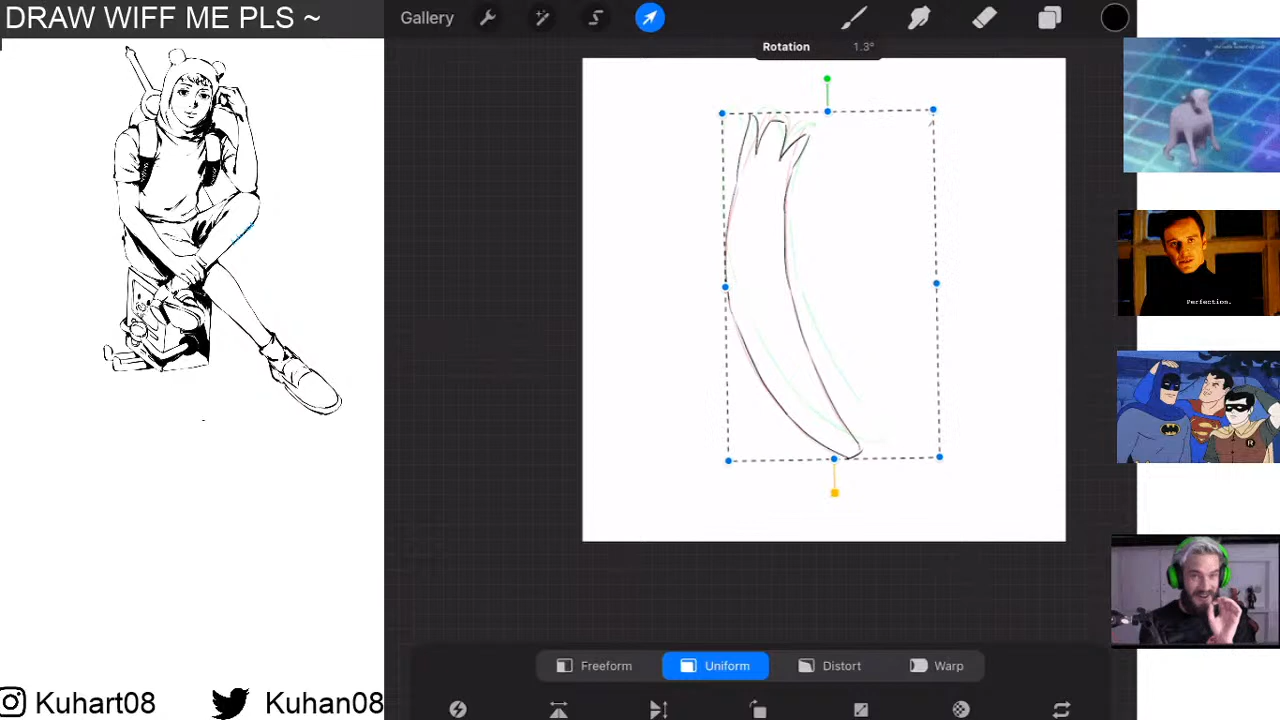 DRAW WIFF ME PLS ~
Gallery
Rotation 1.3°
Perfection.
Freeform Uniform Distort Warp
Kuhart08 Kuhan08